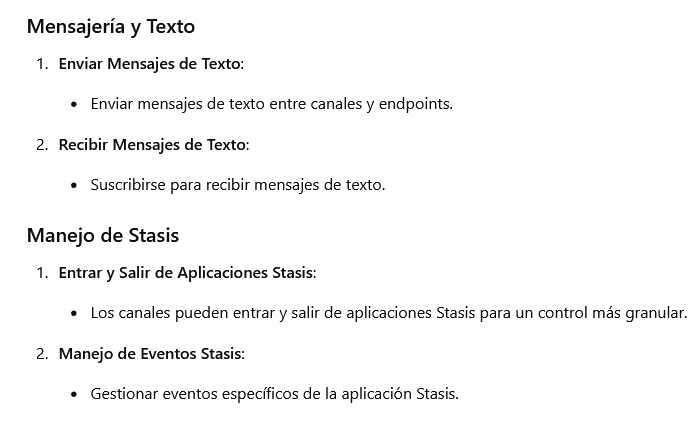 Mensajería y Texto
1. Enviar Mensajes de Texto:
• Enviar mensajes de texto entre canales y endpoints.
2. Recibir Mensajes de Texto:
• Suscribirse para recibir mensajes de texto.
Manejo de Stasis
1. Entrar y Salir de Aplicaciones Stasis:
• Los canales pueden entrar y salir de aplicaciones Stasis para un control más granular.
2. Manejo de Eventos Stasis:
• Gestionar eventos específicos de la aplicación Stasis.